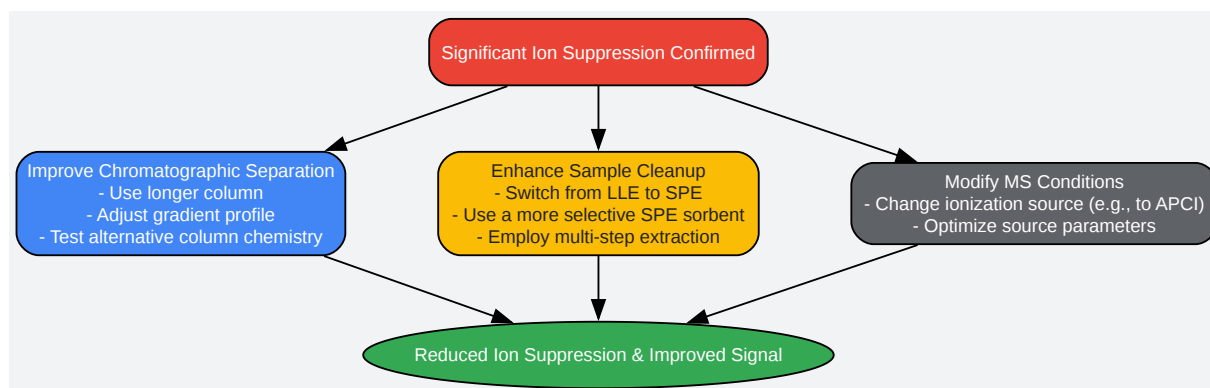 Significant Ion Suppression Confirmed
Improve Chromatographic Separation
- Use longer column
- Adjust gradient profile
- Test alternative column chemistry
Enhance Sample Cleanup
- Switch from LLE to SPE
- Use a more selective SPE sorbent
- Employ multi-step extraction
Modify MS Conditions
- Change ionization source (e.g., to APCI)
- Optimize source parameters
Reduced Ion Suppression & Improved Signal